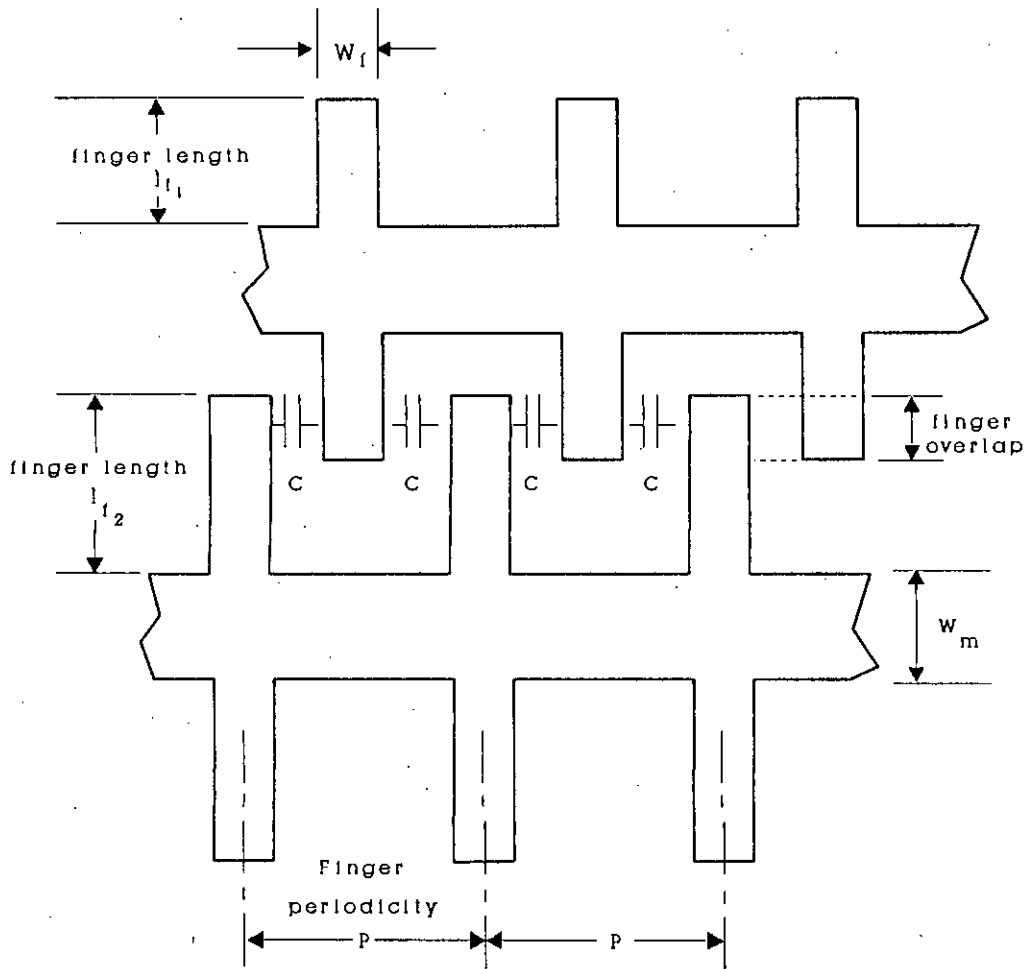 W_f
finger length
l_f₁
finger length
l_f₂
C
C
C
C
finger
overlap
W_m
Finger
periodicity
P
P